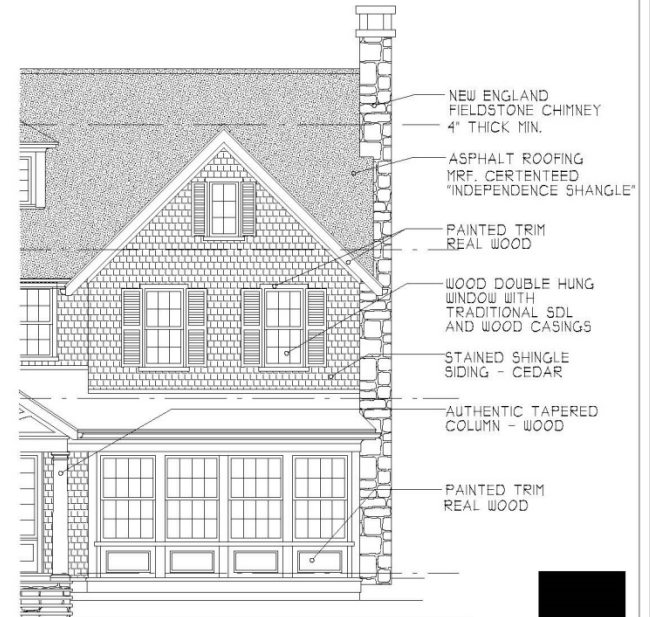 NEW ENGLAND
FIELDSTONE CHIMNEY
4" THICK MIN.
ASPHALT ROOFING
MRF. CERTENTEED
"INDEPENDENCE SHANGLE"
PAINTED TRIM
REAL WOOD
WOOD DOUBLE HUNG
WINDOW WITH
TRADITIONAL SDL
AND WOOD CASINGS
STAINED SHINGLE
SIDING - CEDAR
AUTHENTIC TAPERED
COLUMN - WOOD
PAINTED TRIM
REAL WOOD